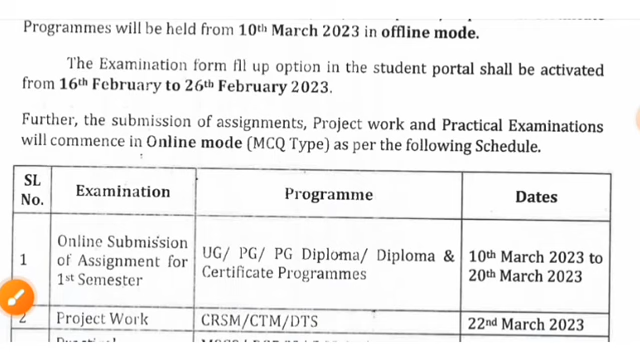 Programmes will be held from 10th March 2023 in offline mode.
The Examination form fll up option in the student portal shall be activated
from 16th February to 26th February 2023.
Further, the submission of assignments, Project work and Practical Examinations
will commence in Online mode (MCQ Type) as per the following Schedule.
SL No. Examination Programme Dates
1 Online Submission of Assignment for 1st Semester UG/ PG/ PG Diploma/ Diploma & Certificate Programmes 10th March 2023 to 20th March 2023
2 Project Work CRSM/CTM/DTS 22nd March 2023